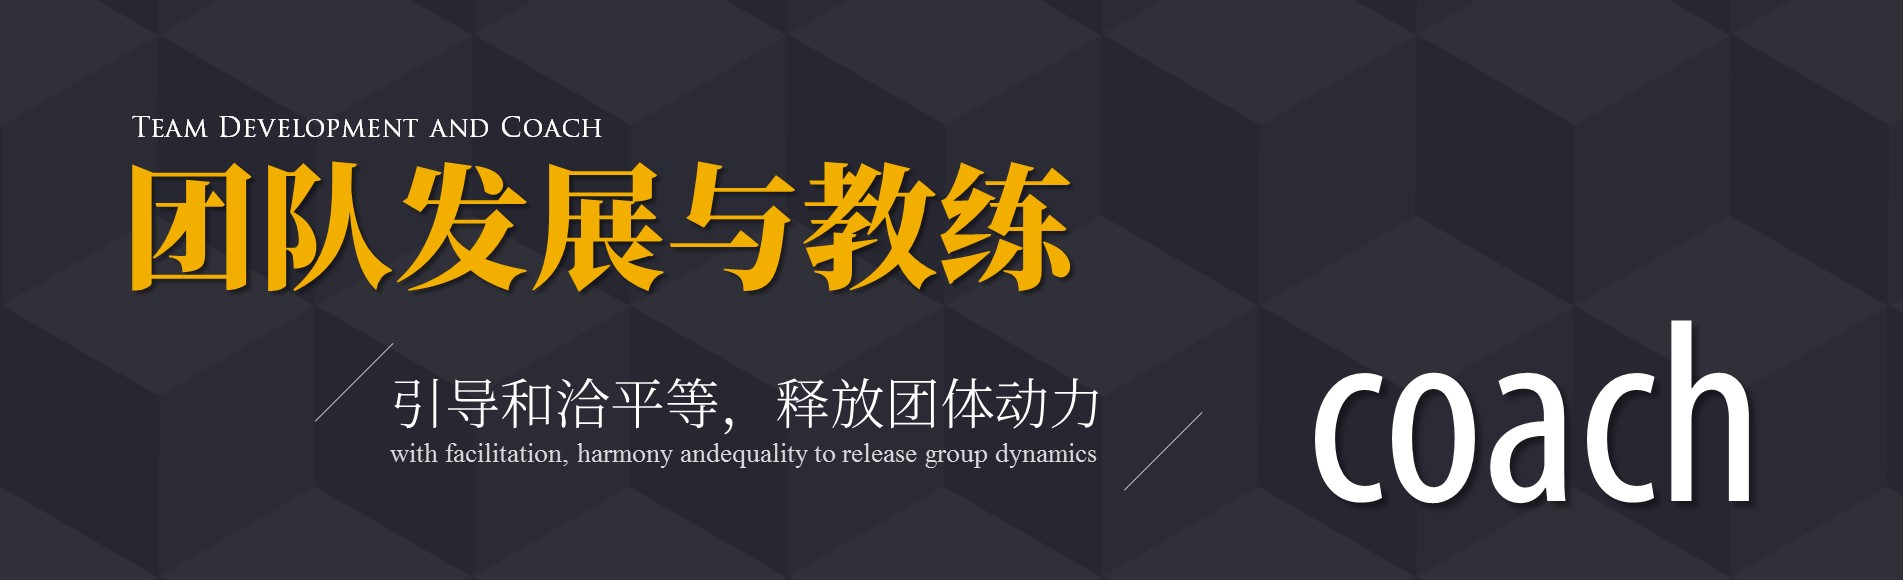 TEAM DEVELOPMENT AND COACH
团队发展与教练
引导和洽平等，释放团体动力
with facilitation, harmony andequality to release group dynamics
coach